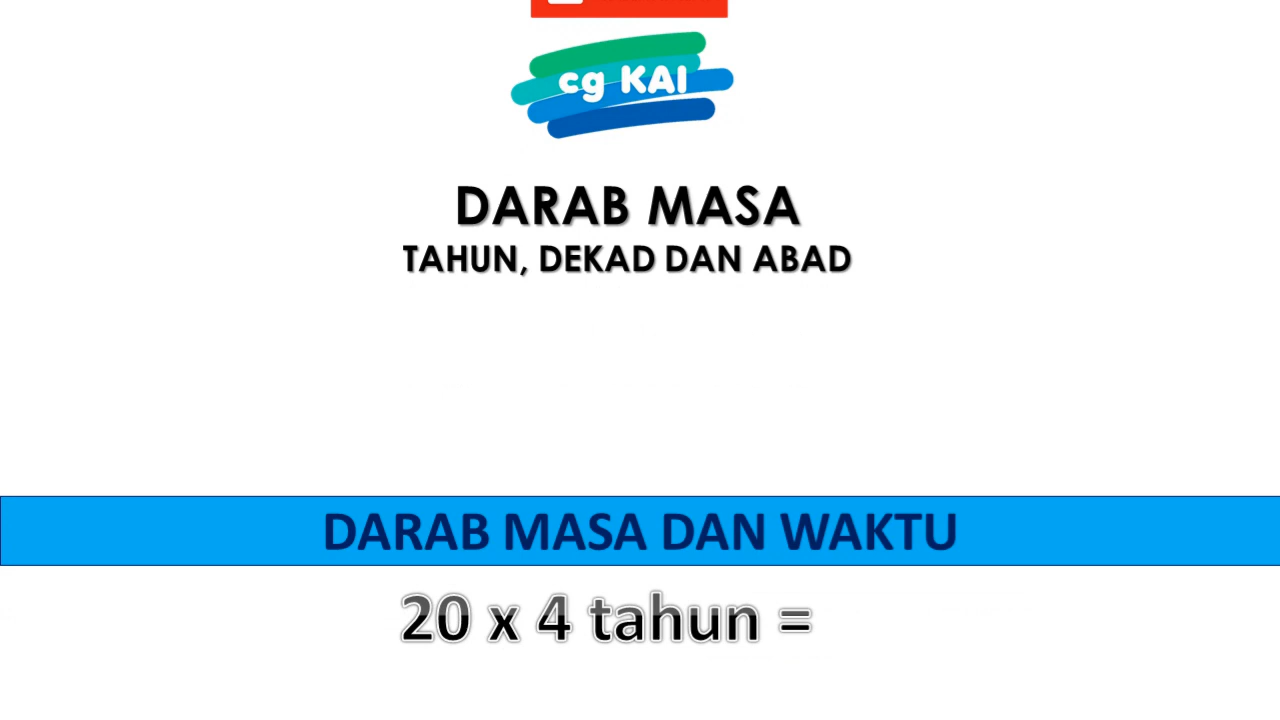 cg KAI
DARAB MASA
TAHUN, DEKAD DAN ABAD
DARAB MASA DAN WAKTU
20 x 4 tahun =